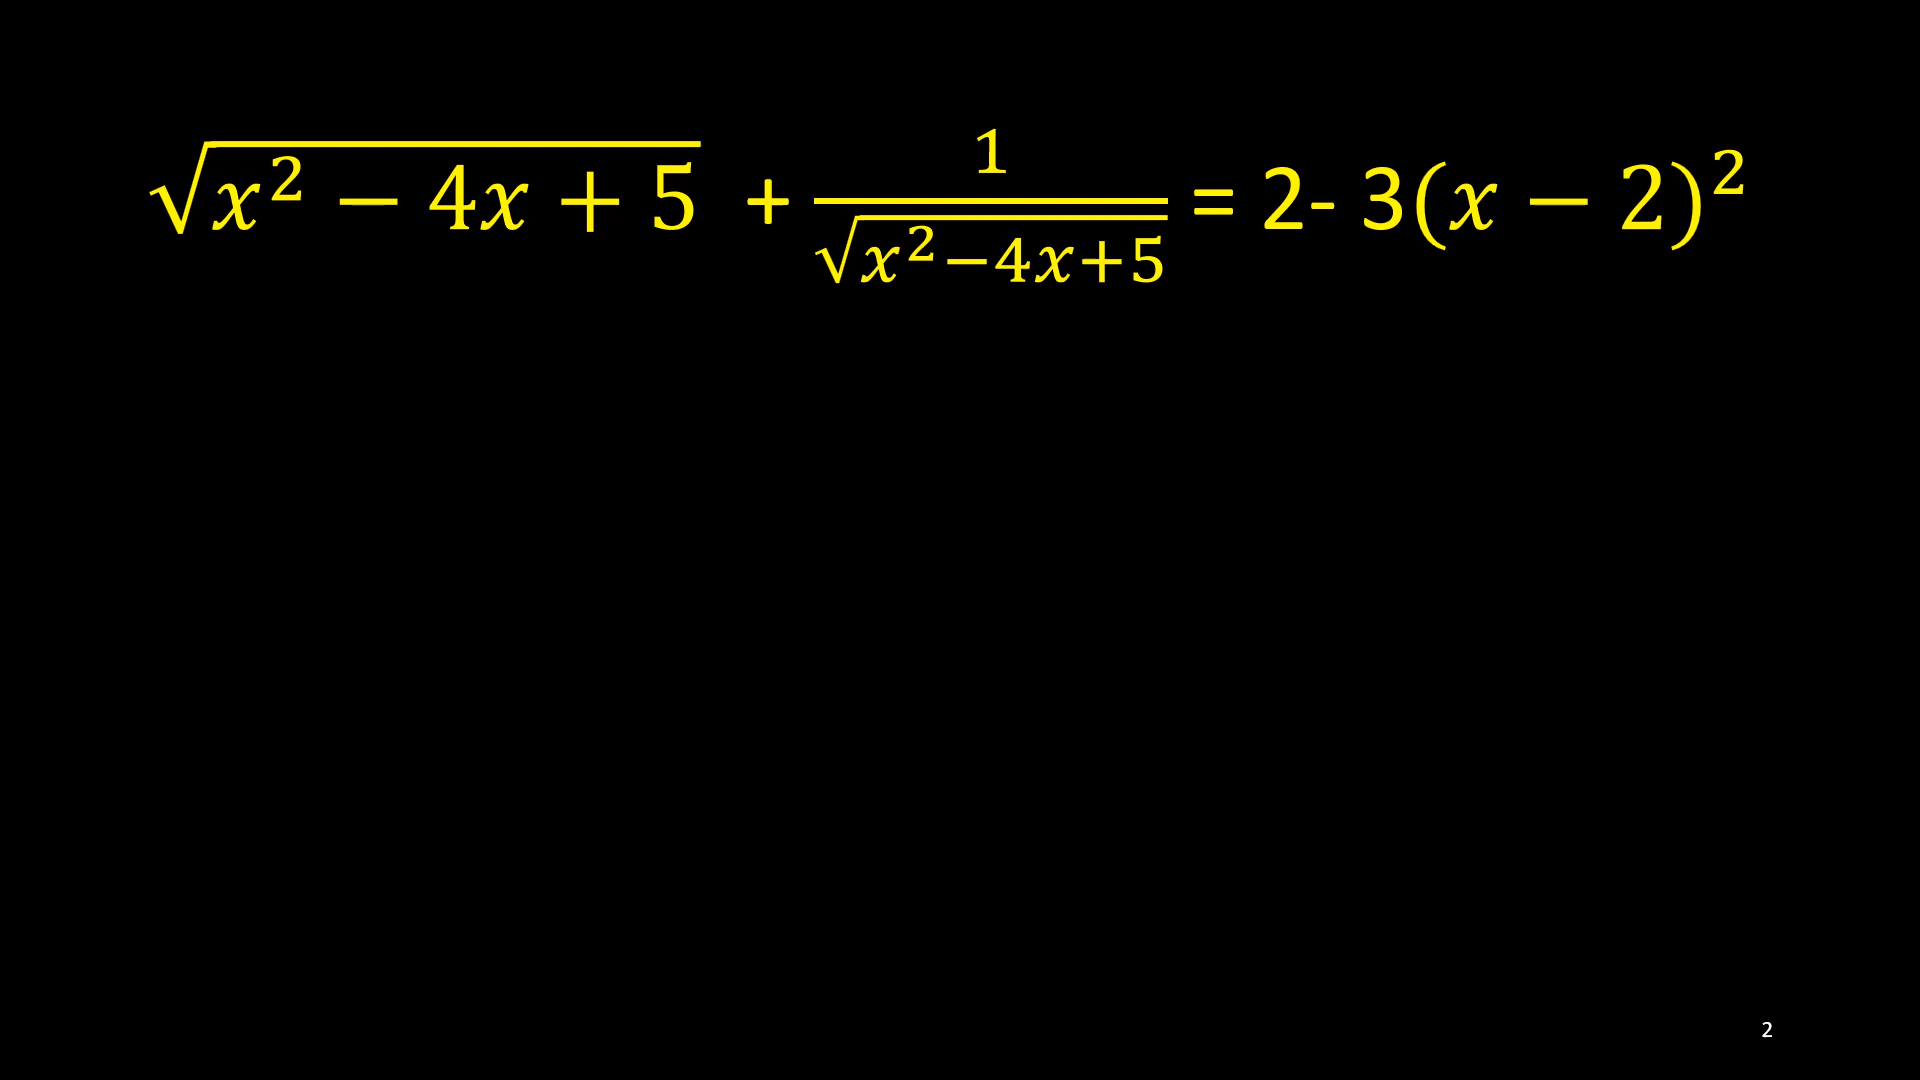 √(x² − 4x + 5) + 1/√(x²−4x+5) = 2- 3(x − 2)²
2